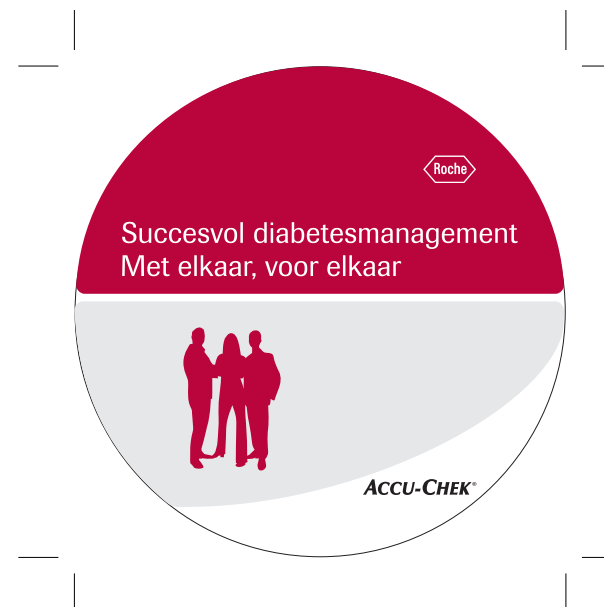 Roche
Succesvol diabetesmanagement
Met elkaar, voor elkaar
ACCU-CHEK®